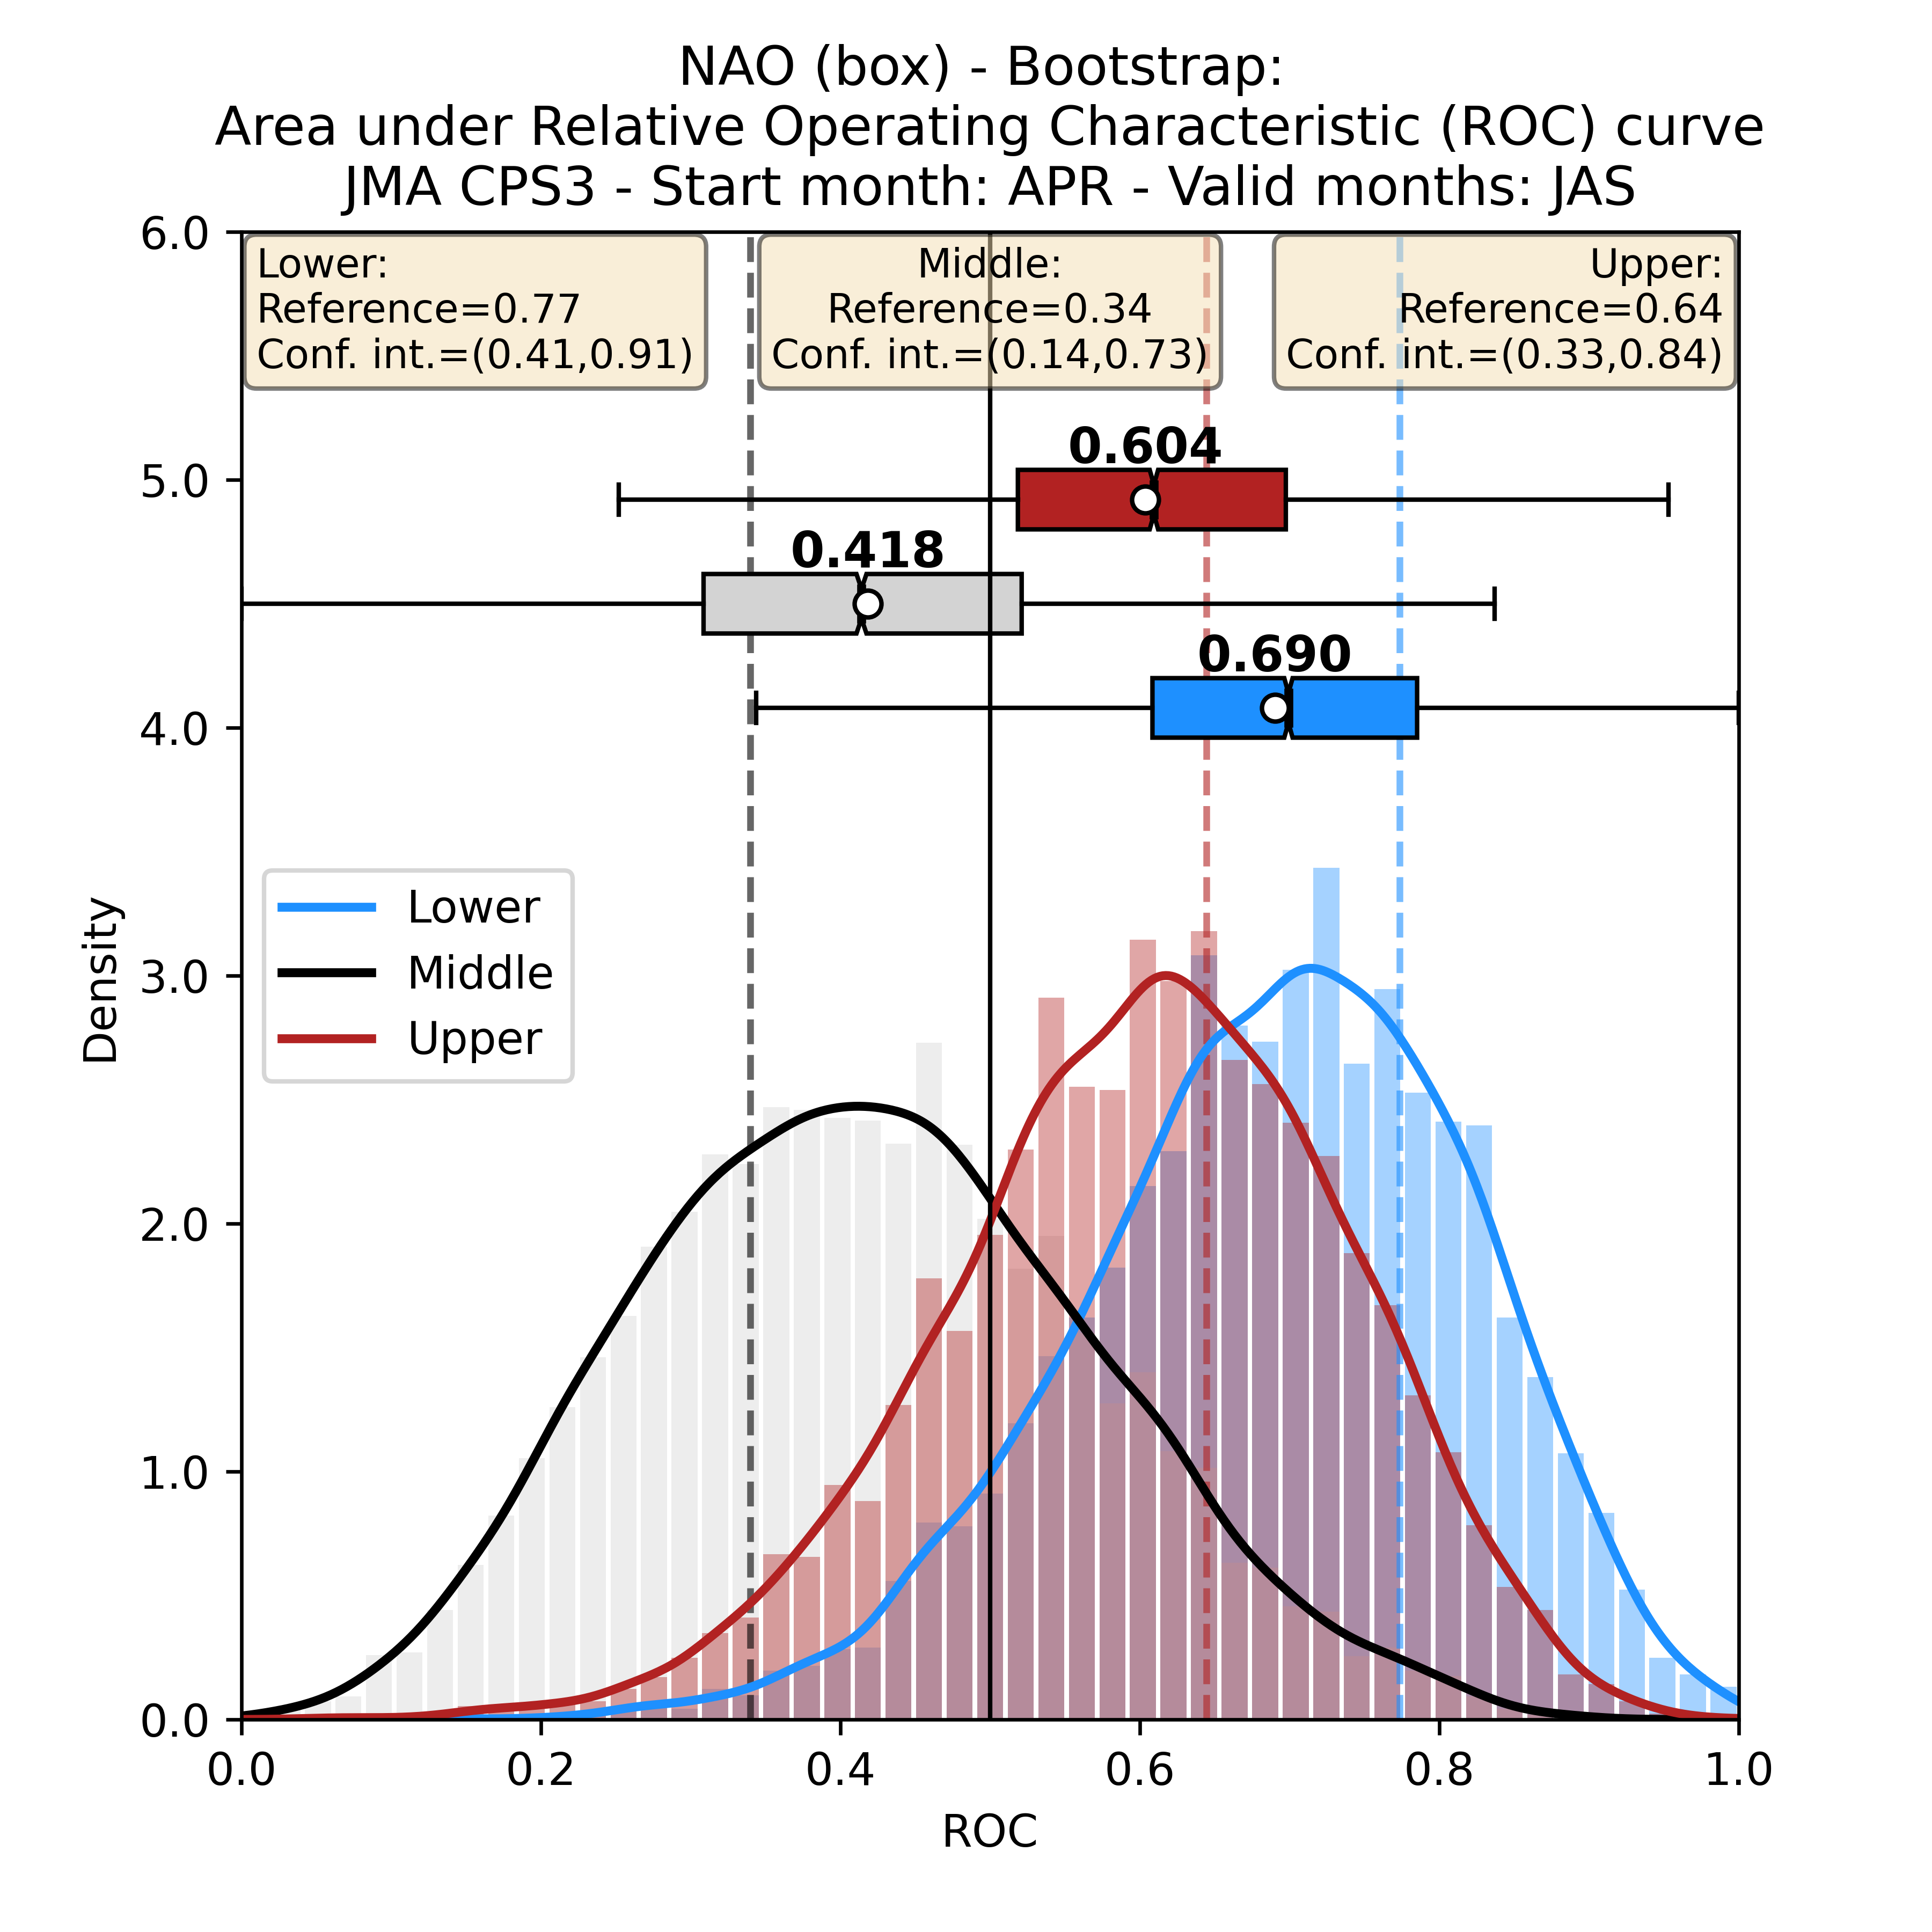 NAO (box) - Bootstrap:
Area under Relative Operating Characteristic (ROC) curve
JMA CPS3 - Start month: APR - Valid months: JAS
6.0
Lower:
Reference=0.77
Conf. int.=(0.41,0.91)
Middle:
Reference=0.34
Conf. int.=(0.14,0.73)
Upper:
Reference=0.64
Conf. int.=(0.33,0.84)
0.604
5.0
0.418
0.690
4.0
Lower
Middle
Upper
Density
3.0
2.0
1.0
0.0
0.0
0.2
0.4
0.6
0.8
1.0
ROC